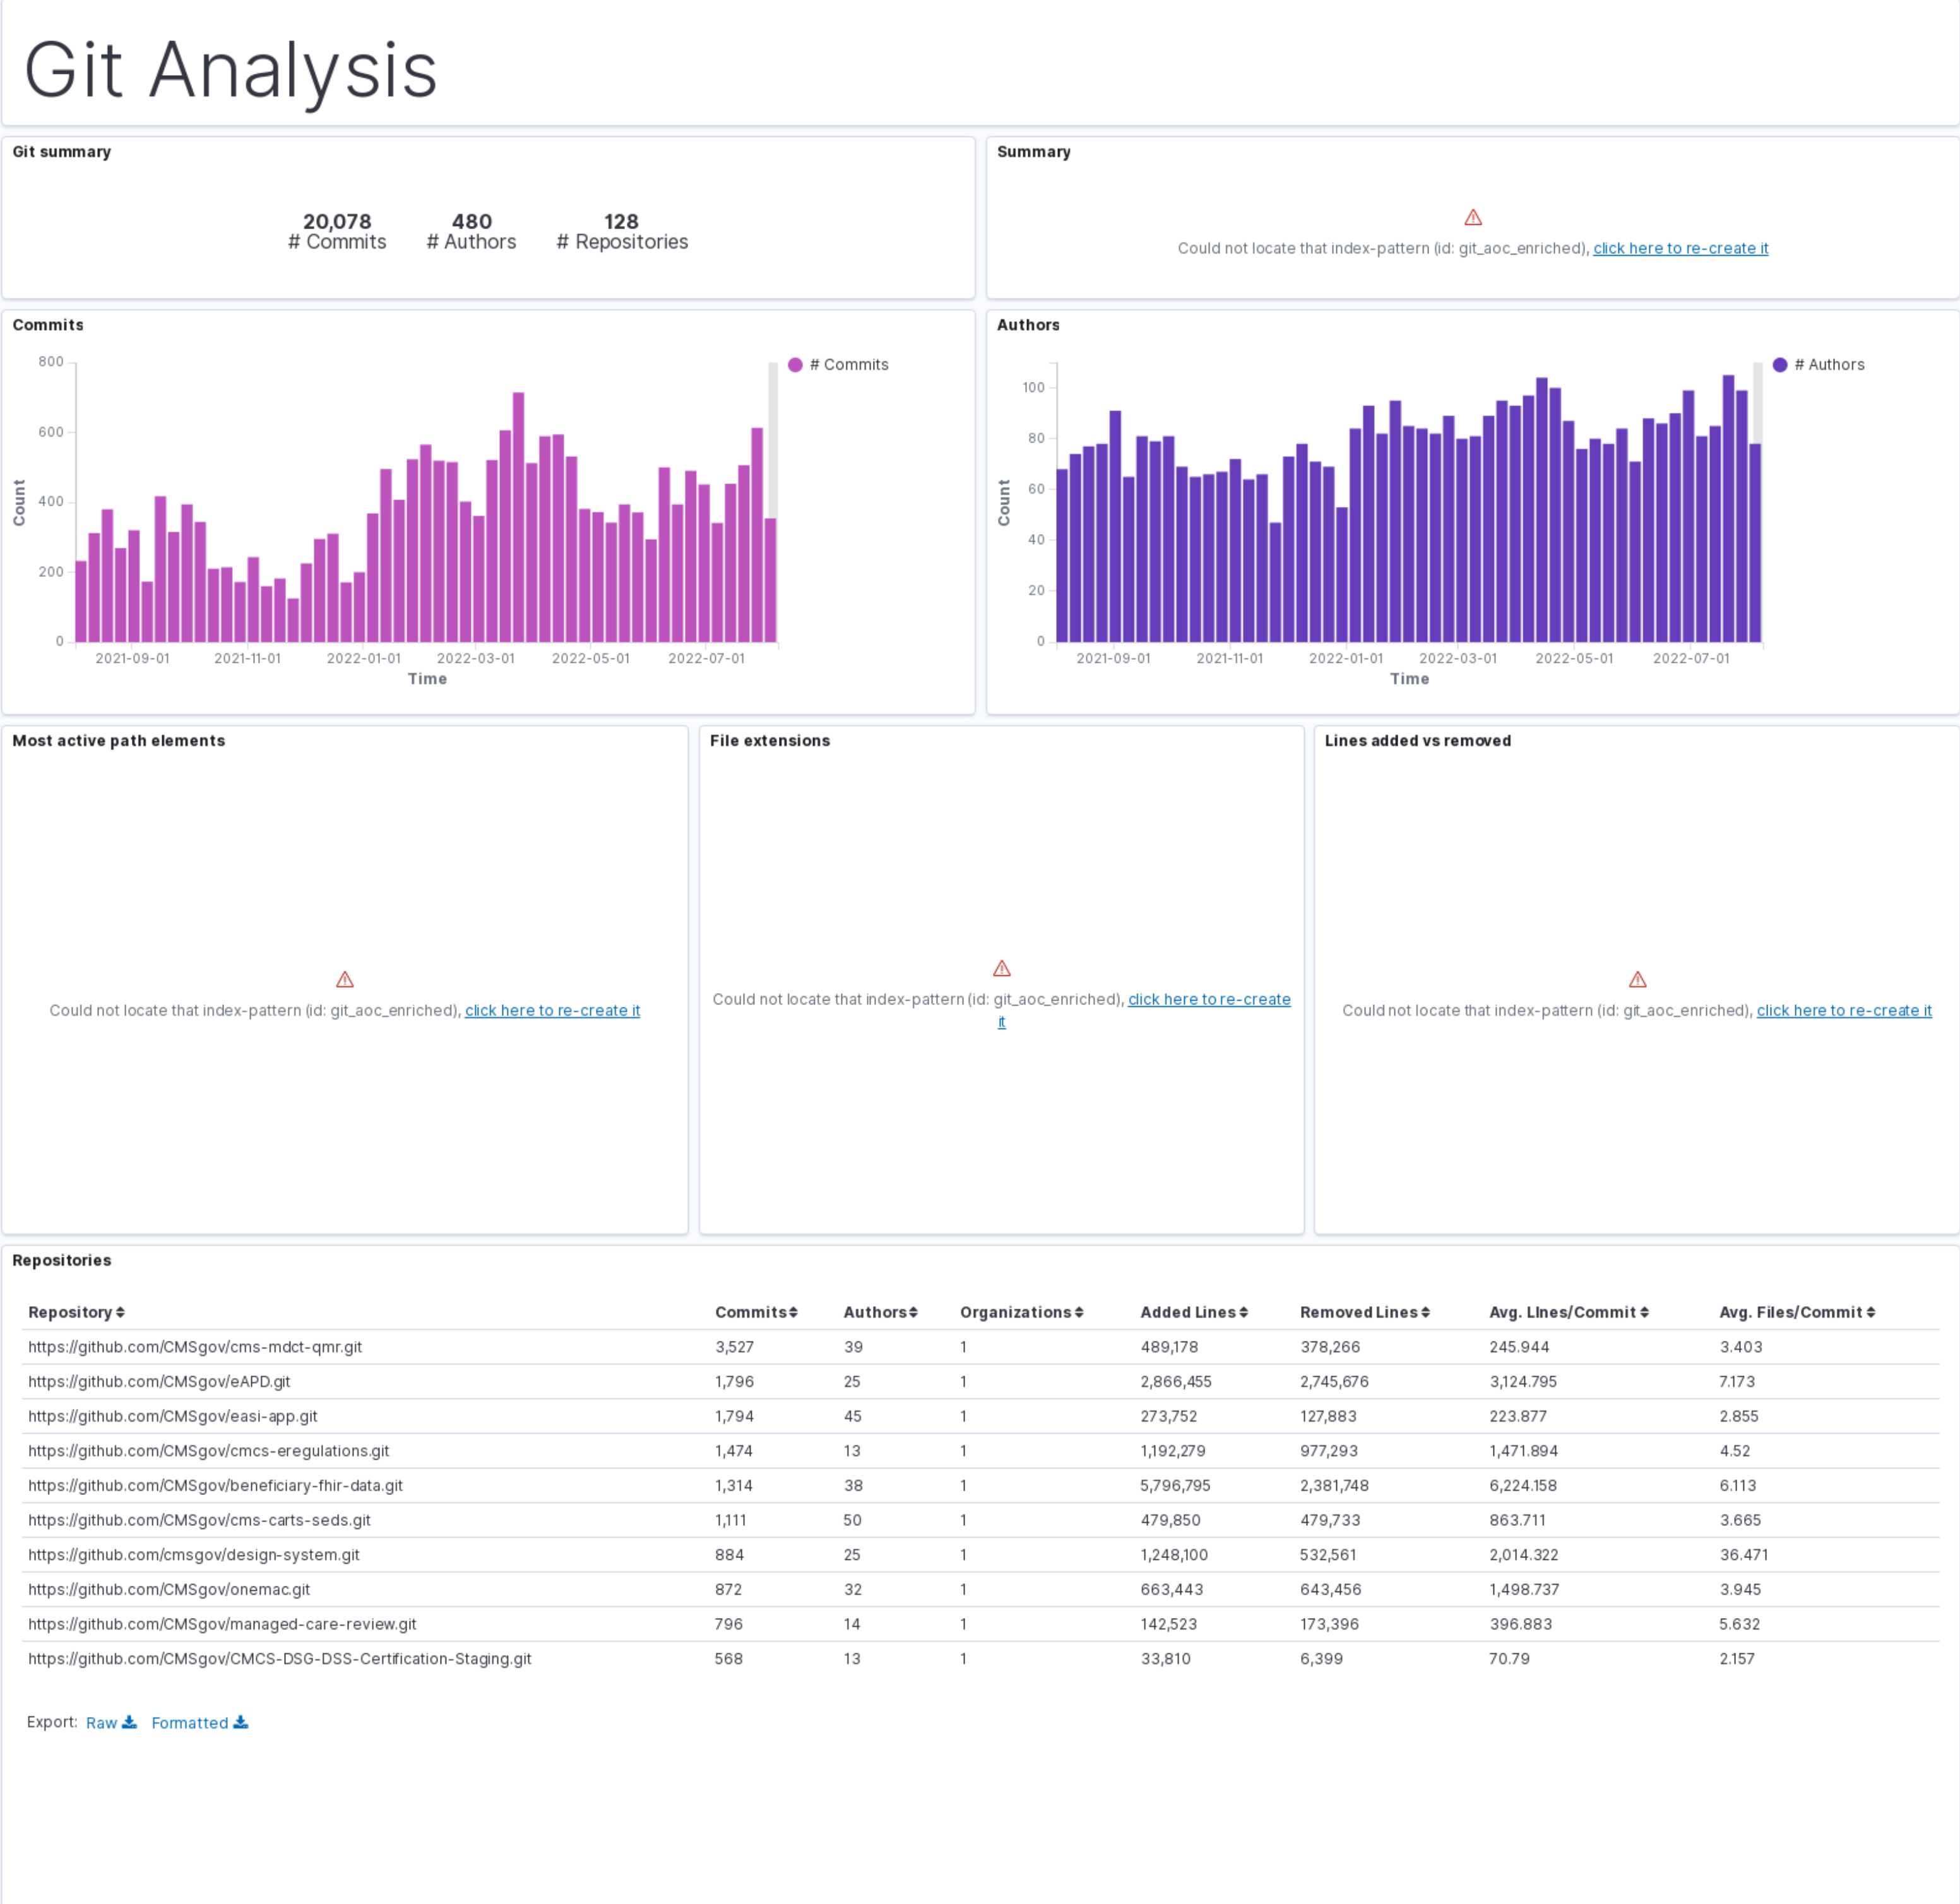 Git Analysis
Git summary
20,078 480 128
# Commits # Authors # Repositories
Summary
Could not locate that index-pattern (id: git_aoc_enriched), click here to re-create it
Commits
800
600
400
200
0
Count
2021-09-01 2021-11-01 2022-01-01 2022-03-01 2022-05-01 2022-07-01
Time
# Commits
Authors
100
80
60
40
20
0
Count
2021-09-01 2021-11-01 2022-01-01 2022-03-01 2022-05-01 2022-07-01
Time
# Authors
Most active path elements
Could not locate that index-pattern (id: git_aoc_enriched), click here to re-create it
File extensions
Could not locate that index-pattern (id: git_aoc_enriched), click here to re-create
it
Lines added vs removed
Could not locate that index-pattern (id: git_aoc_enriched), click here to re-create it
Repositories
Repository Commits Authors Organizations Added Lines Removed Lines Avg. LInes/Commit Avg. Files/Commit
https://github.com/CMSgov/cms-mdct-qmr.git 3,527 39 1 489,178 378,266 245.944 3.403
https://github.com/CMSgov/eAPD.git 1,796 25 1 2,866,455 2,745,676 3,124.795 7.173
https://github.com/CMSgov/easi-app.git 1,794 45 1 273,752 127,883 223.877 2.855
https://github.com/CMSgov/cmcs-eregulations.git 1,474 13 1 1,192,279 977,293 1,471.894 4.52
https://github.com/CMSgov/beneficiary-fhir-data.git 1,314 38 1 5,796,795 2,381,748 6,224.158 6.113
https://github.com/CMSgov/cms-carts-seds.git 1,111 50 1 479,850 479,733 863.711 3.665
https://github.com/cmsgov/design-system.git 884 25 1 1,248,100 532,561 2,014.322 36.471
https://github.com/CMSgov/onemac.git 872 32 1 663,443 643,456 1,498.737 3.945
https://github.com/CMSgov/managed-care-review.git 796 14 1 142,523 173,396 396.883 5.632
https://github.com/CMSgov/CMCS-DSG-DSS-Certification-Staging.git 568 13 1 33,810 6,399 70.79 2.157
Export: Raw Formatted